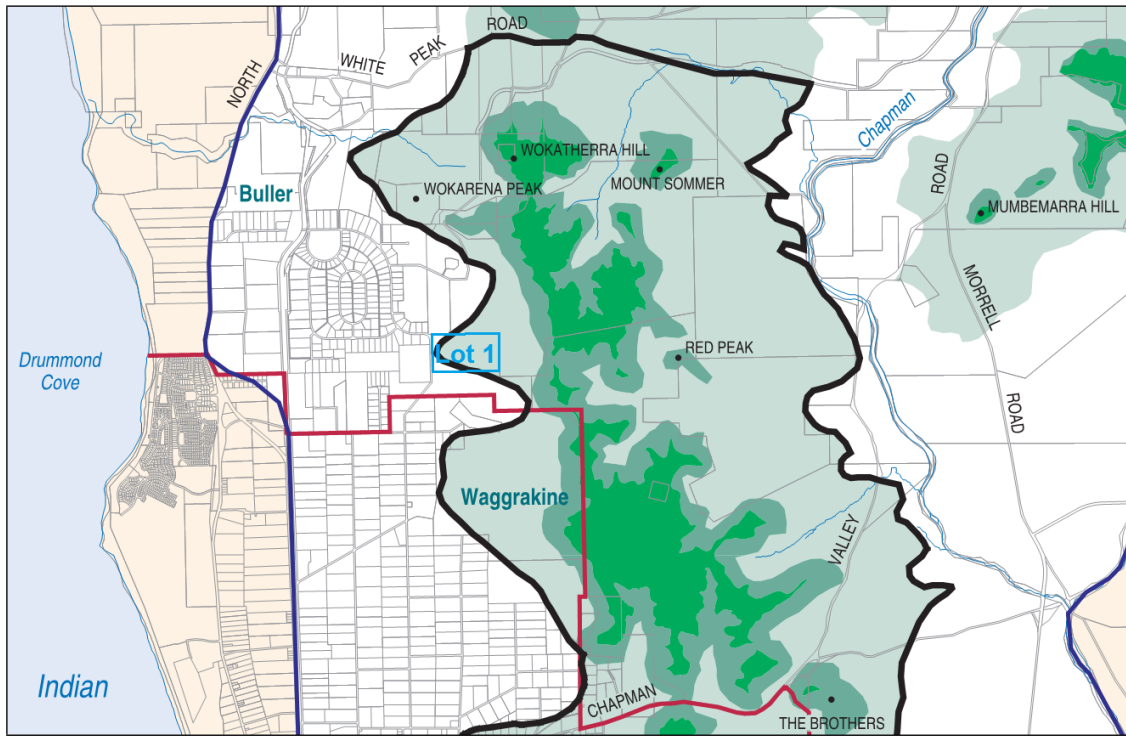 ROAD
WHITE
PEAK
NORTH
Chapman
WOKATHERRA HILL
MOUNT SOMMER
WOKARENA PEAK
Buller
ROAD
MUMBEMARRA HILL
MORRELL
Drummond
Cove
Lot 1
RED PEAK
ROAD
Waggrakine
VALLEY
Indian
CHAPMAN
THE BROTHERS